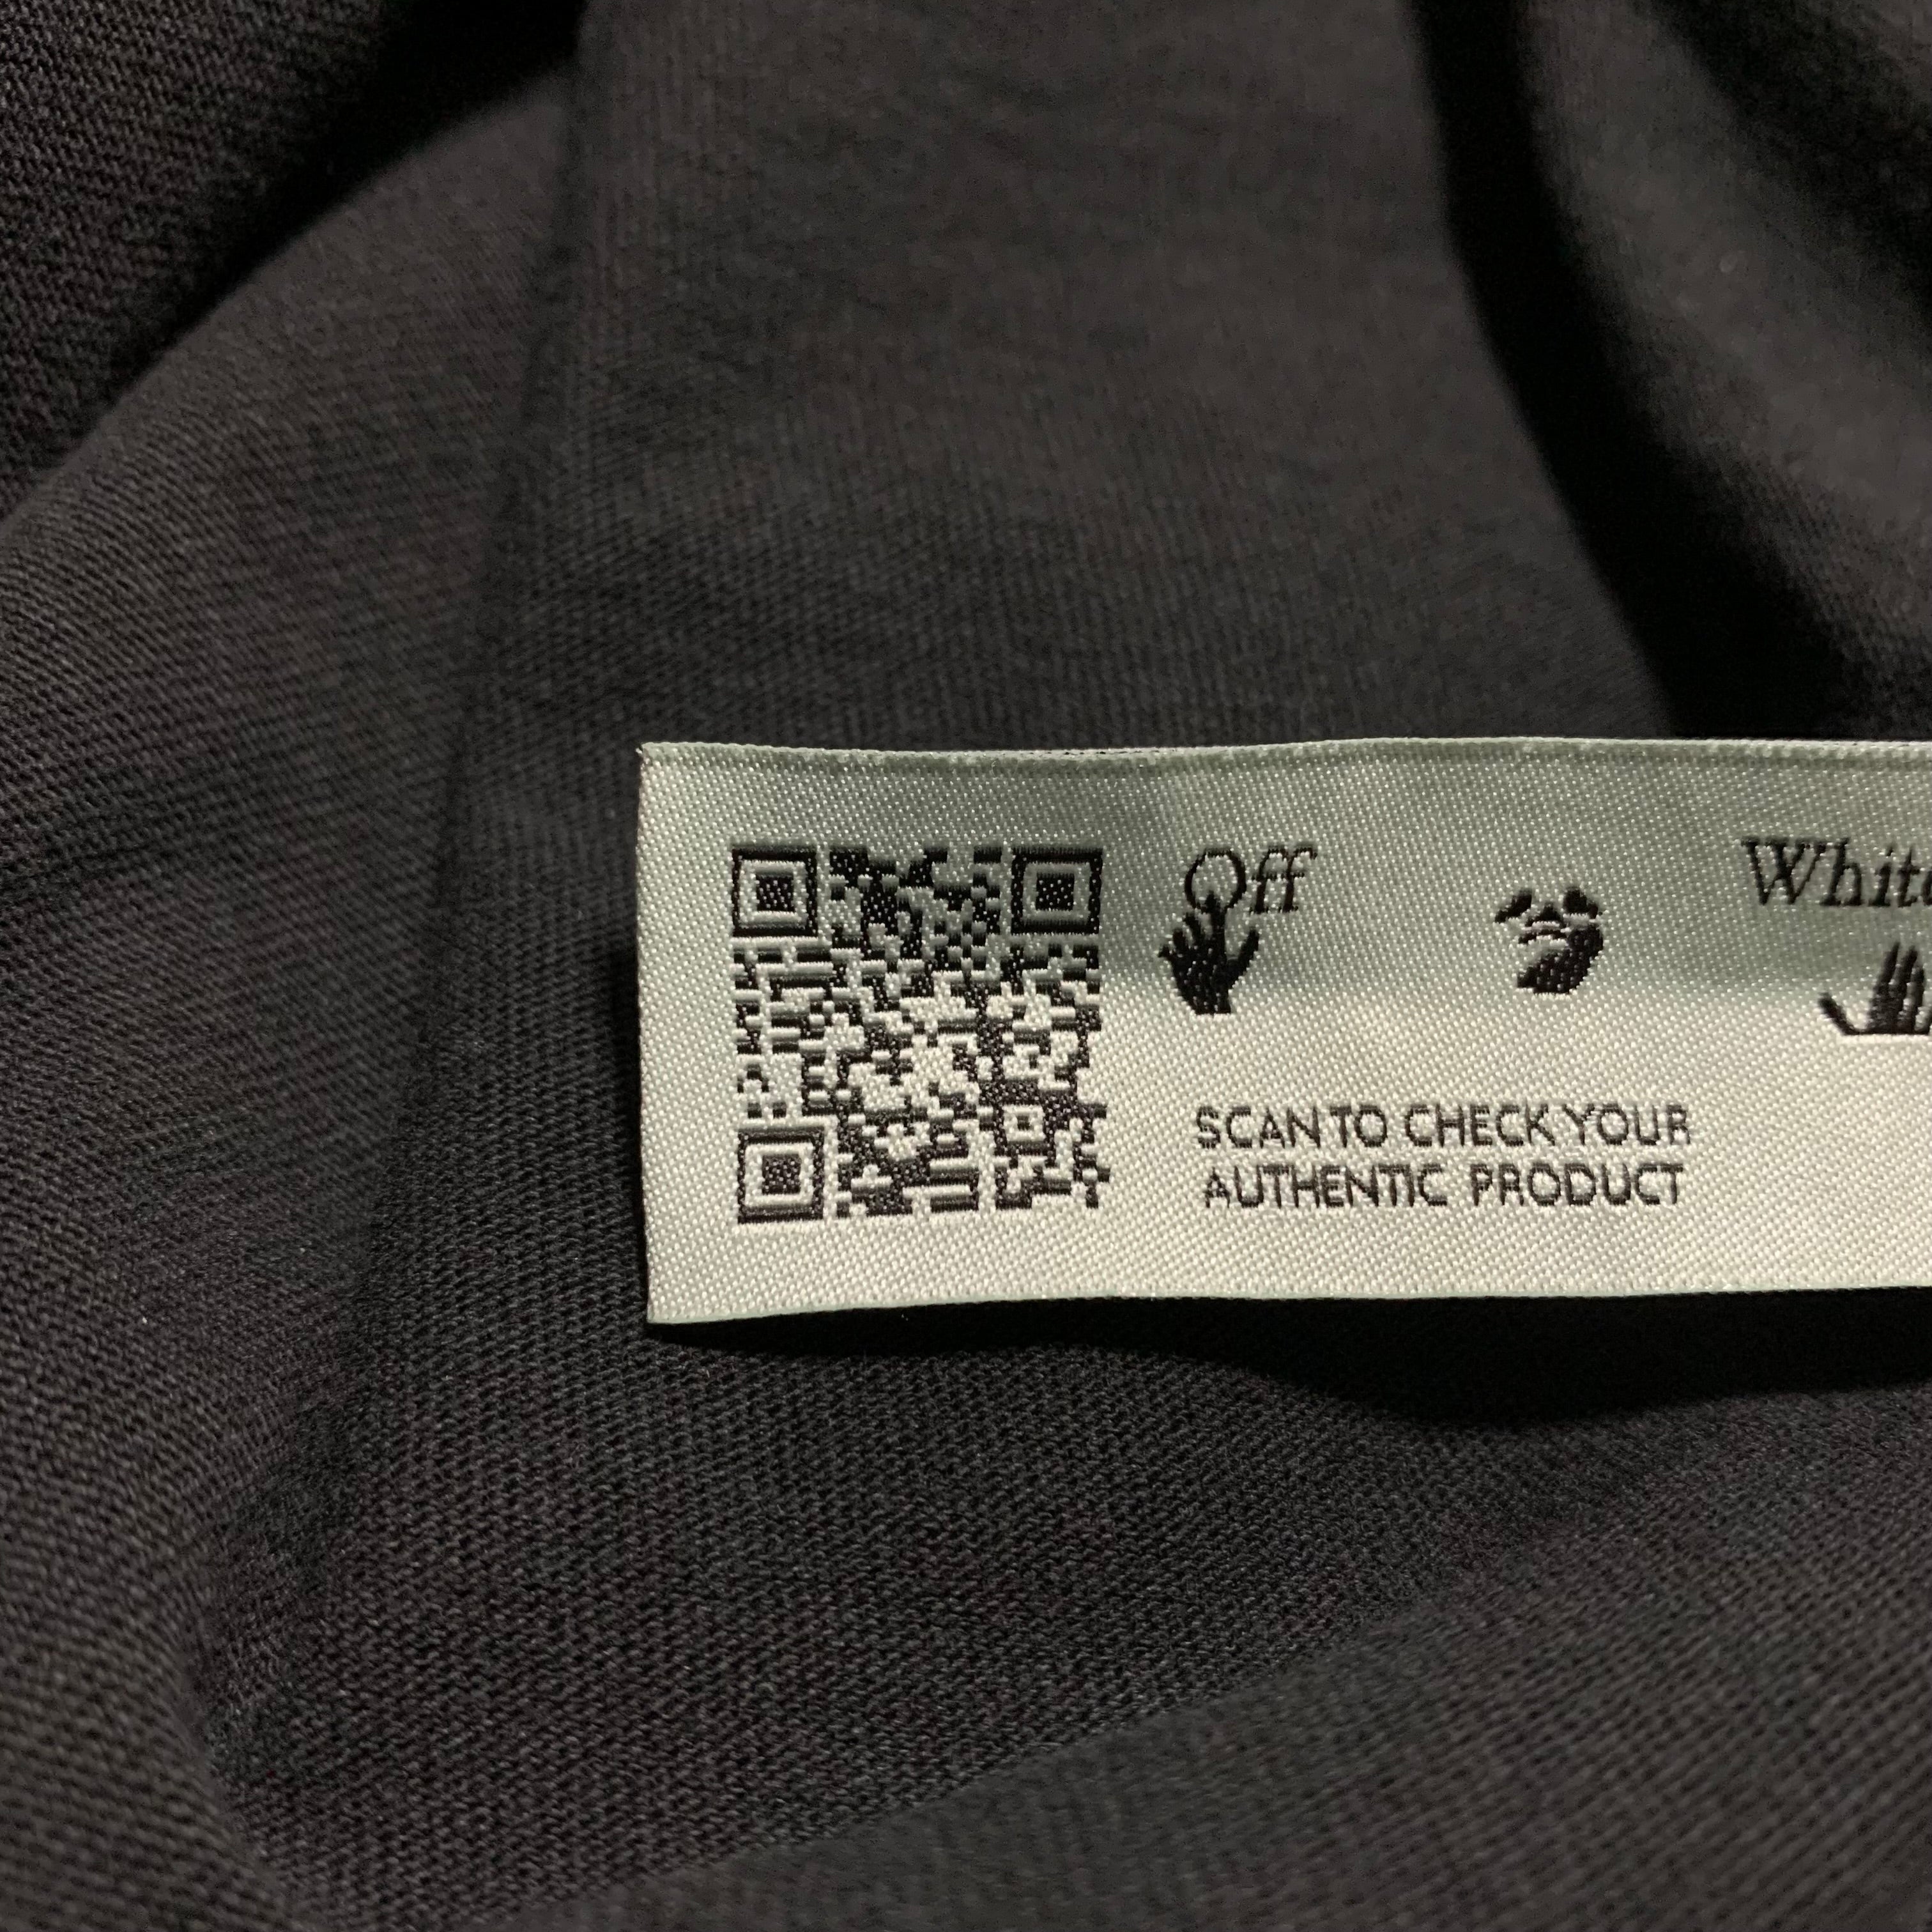 Off White
SCAN TO CHECK YOUR
AUTHENTIC PRODUCT